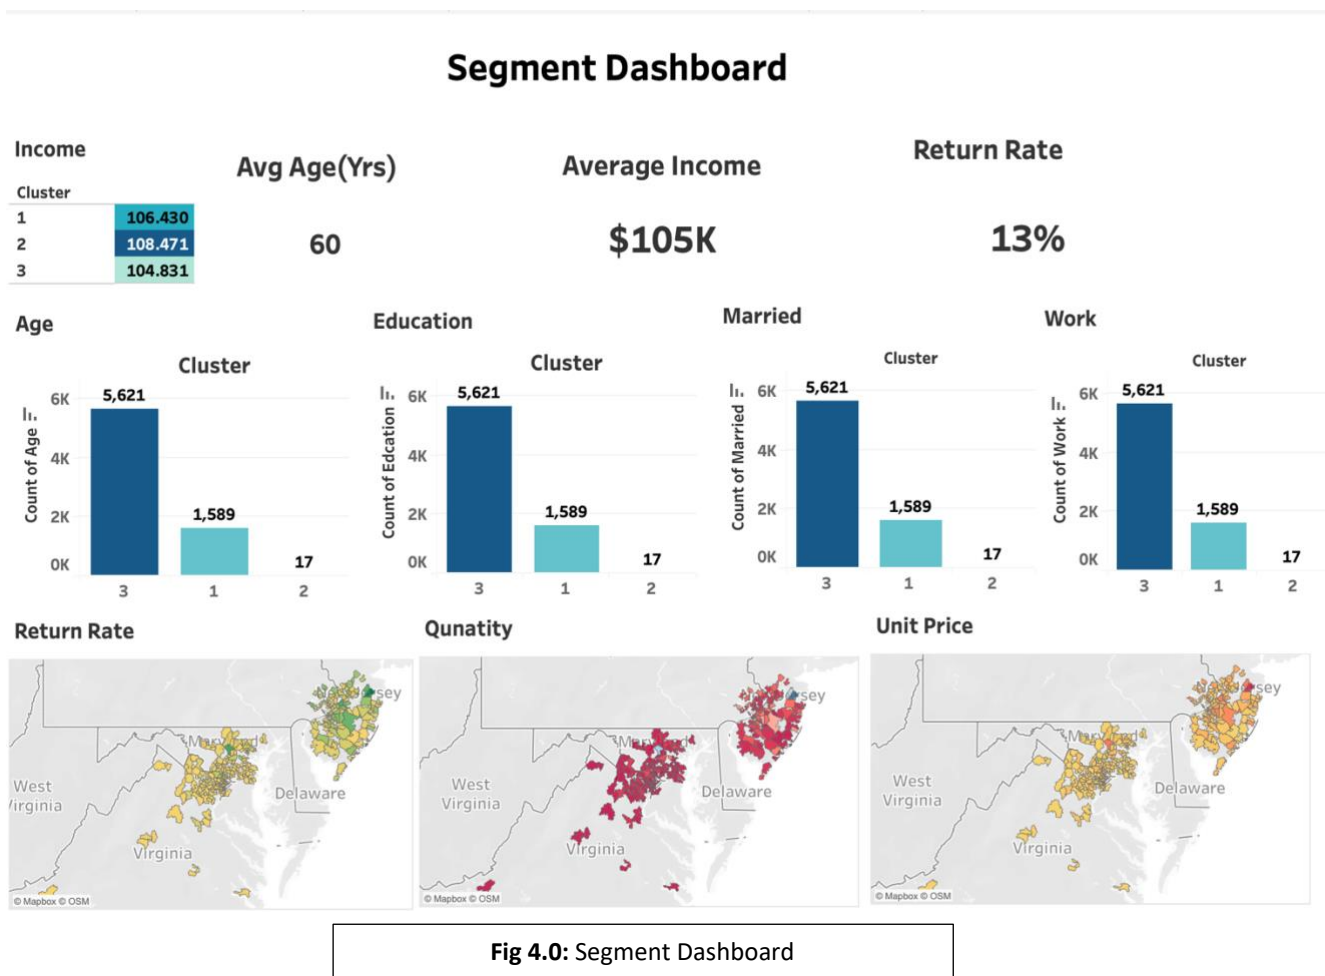 Segment Dashboard
Income
Cluster
1 106.430
2 108.471
3 104.831
Avg Age(Yrs)
60
Average Income
$105K
Return Rate
13%
Age
Cluster
Count of Age
6K
4K
2K
0K
5,621
1,589
17
3 1 2
Education
Cluster
Count of Edcation
6K
4K
2K
0K
5,621
1,589
17
3 1 2
Married
Cluster
Count of Married
6K
4K
2K
0K
5,621
1,589
17
3 1 2
Work
Cluster
Count of Work
6K
4K
2K
0K
5,621
1,589
17
3 1 2
Return Rate
West
Virginia
Delaware
Virginia
© Mapbox © OSM
Qunatity
West
Virginia
Delaware
Virginia
© Mapbox © OSM
Unit Price
West
Virginia
Delaware
Virginia
© Mapbox © OSM
Fig 4.0: Segment Dashboard